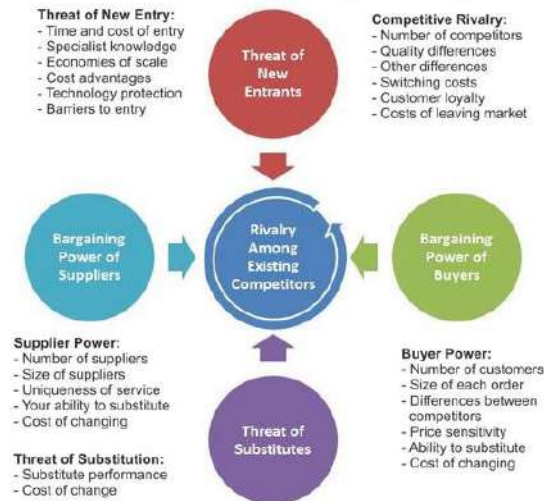 Threat of New Entry:
- Time and cost of entry
- Specialist knowledge
- Economies of scale
- Cost advantages
- Technology protection
- Barriers to entry
Threat of
New
Entrants
Competitive Rivalry:
- Number of competitors
- Quality differences
- Other differences
- Switching costs
- Customer loyalty
- Costs of leaving market
Bargaining
Power of
Suppliers
Rivalry
Among
Existing
Competitors
Bargaining
Power of
Buyers
Supplier Power:
- Number of suppliers
- Size of suppliers
- Uniqueness of service
- Your ability to substitute
- Cost of changing
Threat of Substitution:
- Substitute performance
- Cost of change
Threat of
Substitutes
Buyer Power:
- Number of customers
- Size of each order
- Differences between
competitors
- Price sensitivity
- Ability to substitute
- Cost of changing